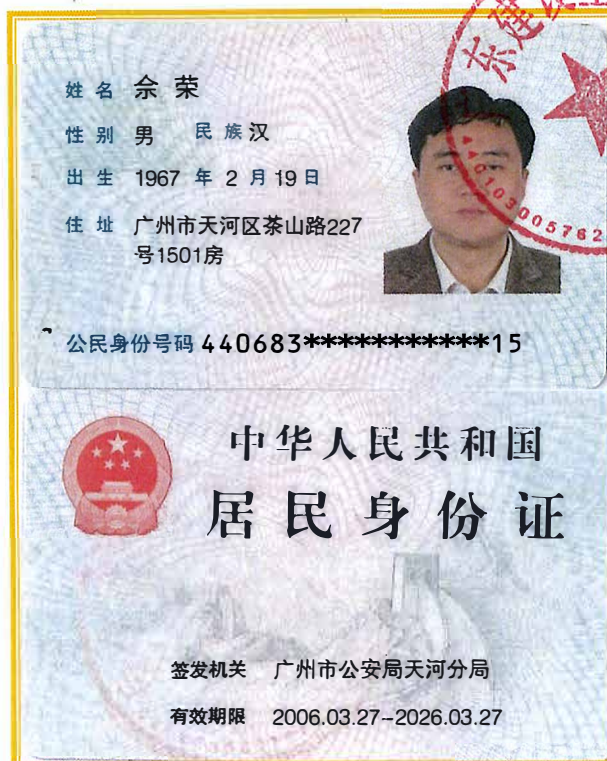 姓名 佘荣
性别 男 民族 汉
出生 1967 年 2 月 19 日
住址 广州市天河区茶山路227
号1501房
公民身份号码 440683***********15
东建
440103005762
中华人民共和国
居民身份证
签发机关 广州市公安局天河分局
有效期限 2006.03.27-2026.03.27